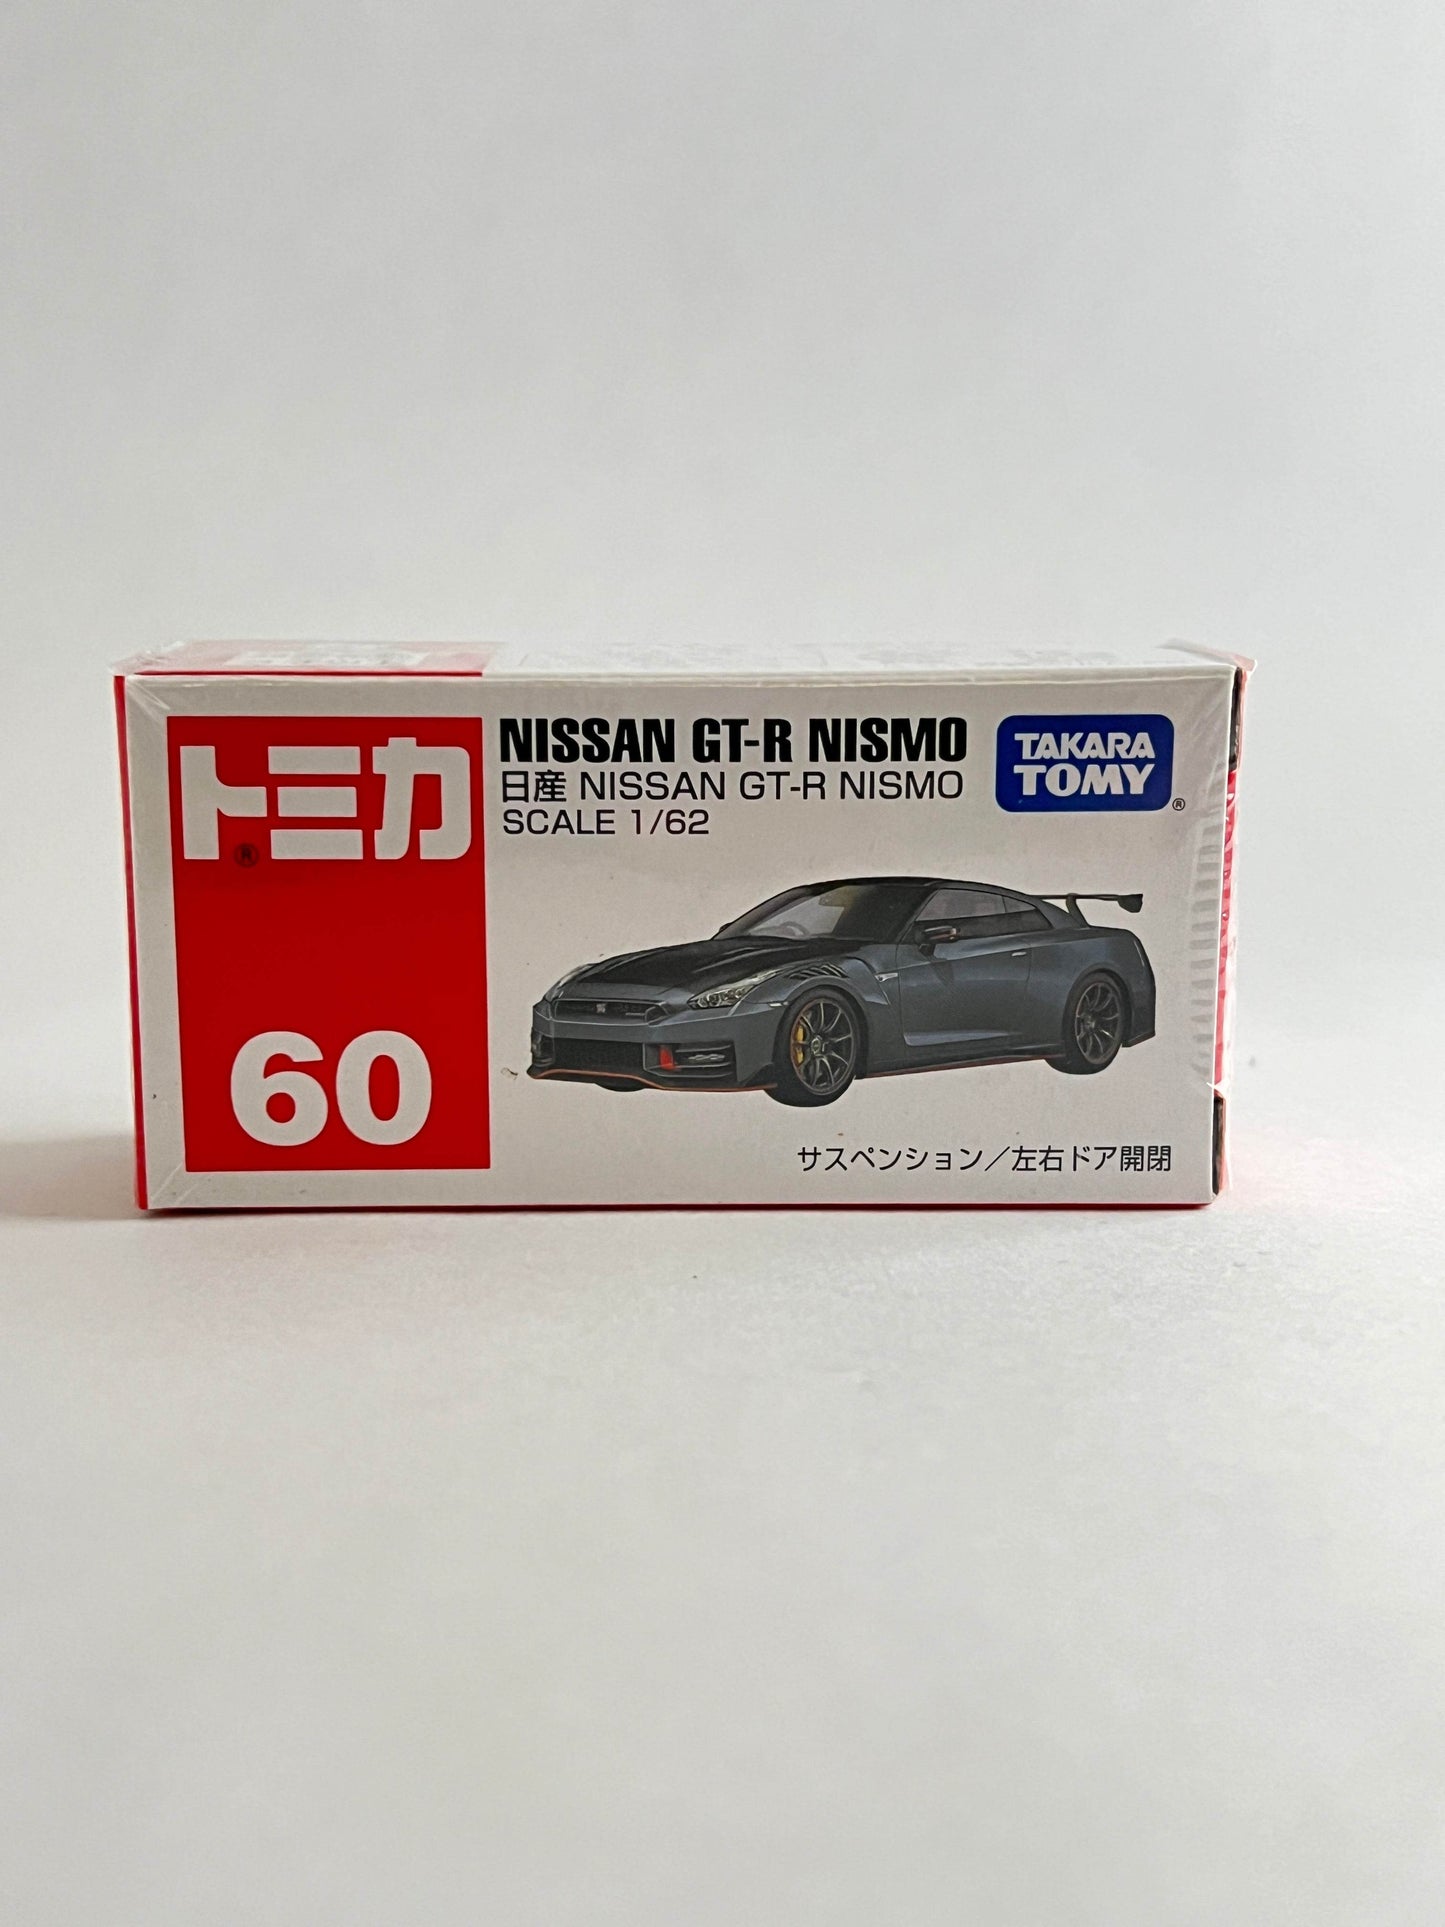 トミカ
®
60
NISSAN GT-R NISMO
日産 NISSAN GT-R NISMO
SCALE 1/62
TAKARA
TOMY
®
サスペンション／左右ドア開閉